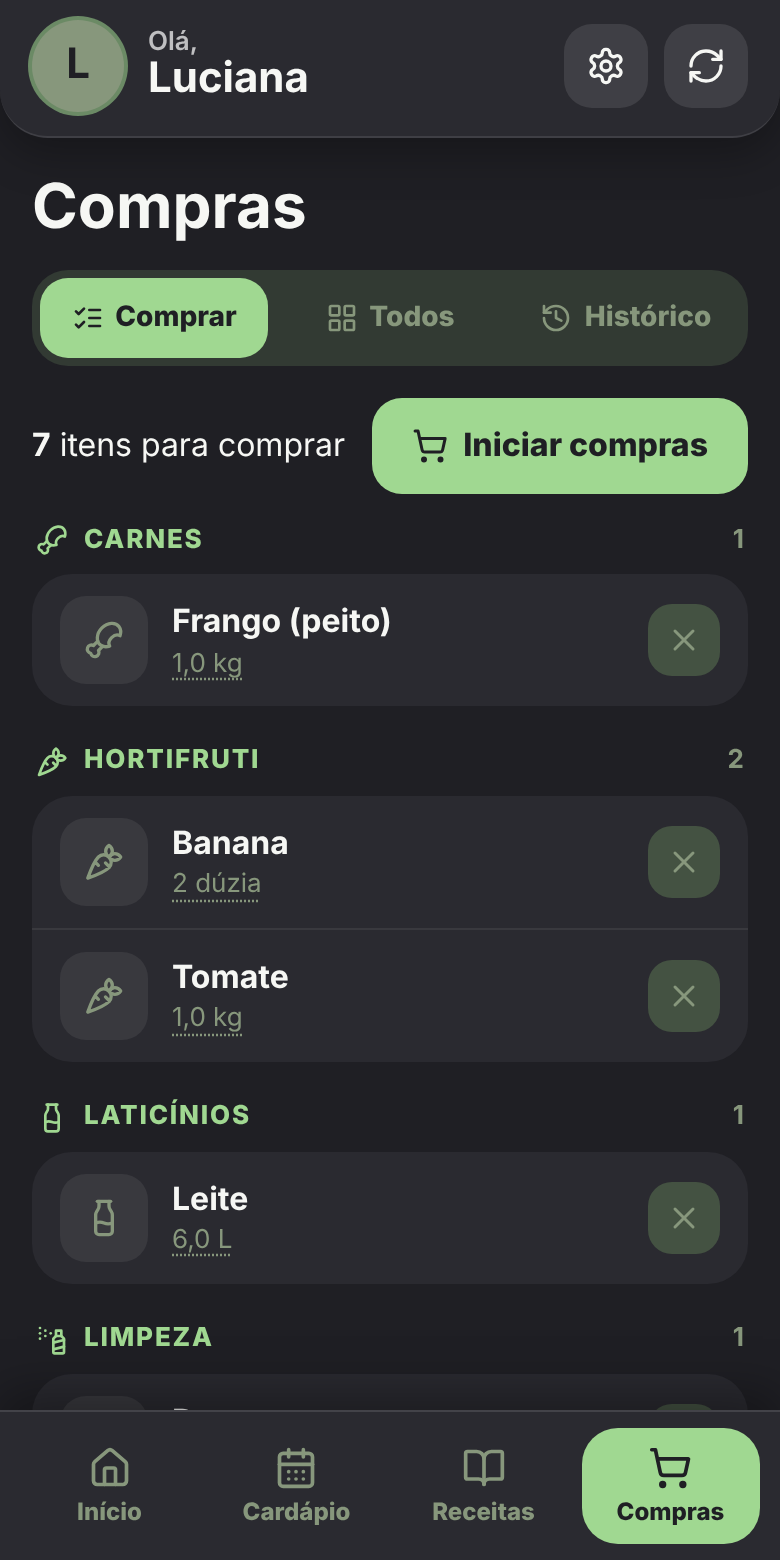 L
Olá,
Luciana
Compras
Comprar
Todos
Histórico
7 itens para comprar
Iniciar compras
CARNES
1
Frango (peito)
1,0 kg
HORTIFRUTI
2
Banana
2 dúzia
Tomate
1,0 kg
LATICÍNIOS
1
Leite
6,0 L
LIMPEZA
1
Início
Cardápio
Receitas
Compras